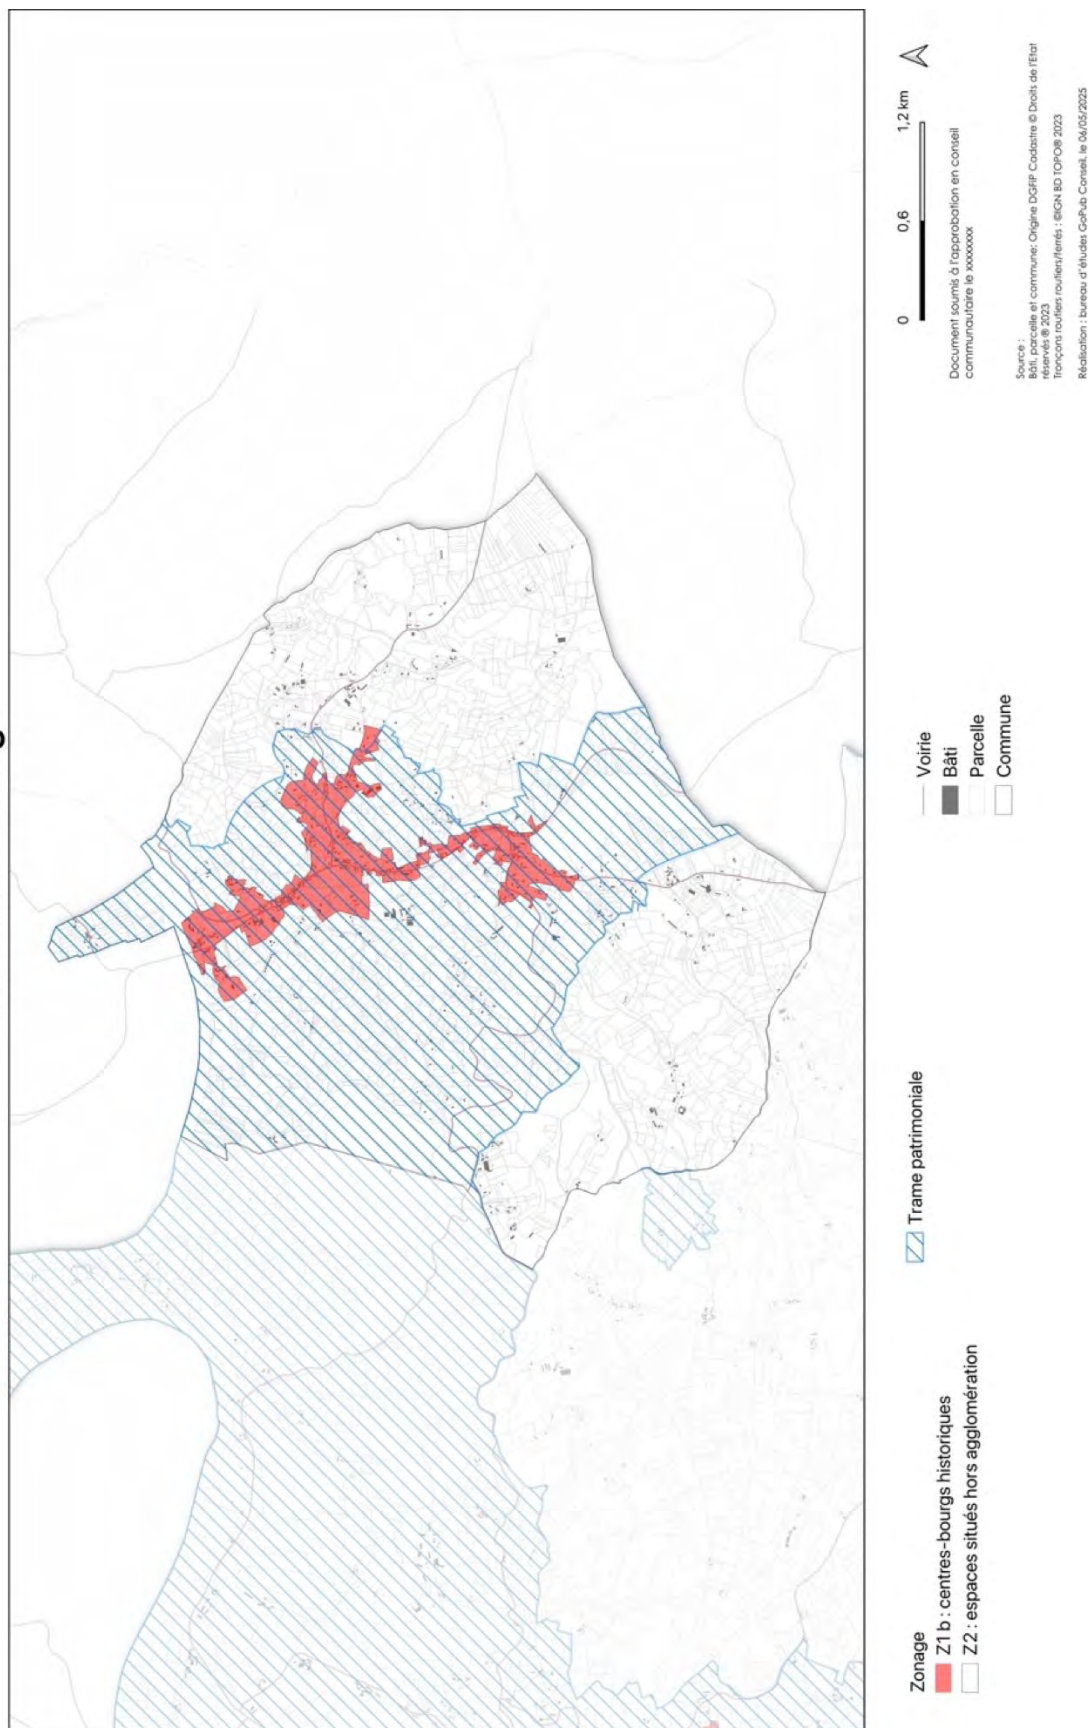 Zonage
Z1 b : centres-bourgs historiques
Z2 : espaces situés hors agglomération
Trame patrimoniale
Voirie
Bâti
Parcelle
Commune
0 0,6 1,2 km
Document soumis à l'approbation en conseil
communautaire le xxxxxxxx
Source :
Bâti, parcelle et commune: Origine DGFiP Cadastre © Droits de l'Etat
réservés ® 2023
Tronçons routiers routiers/ferrés : ©IGN BD TOPO® 2023
Réalisation : bureau d'études GoPub Conseil, le 06/05/2025